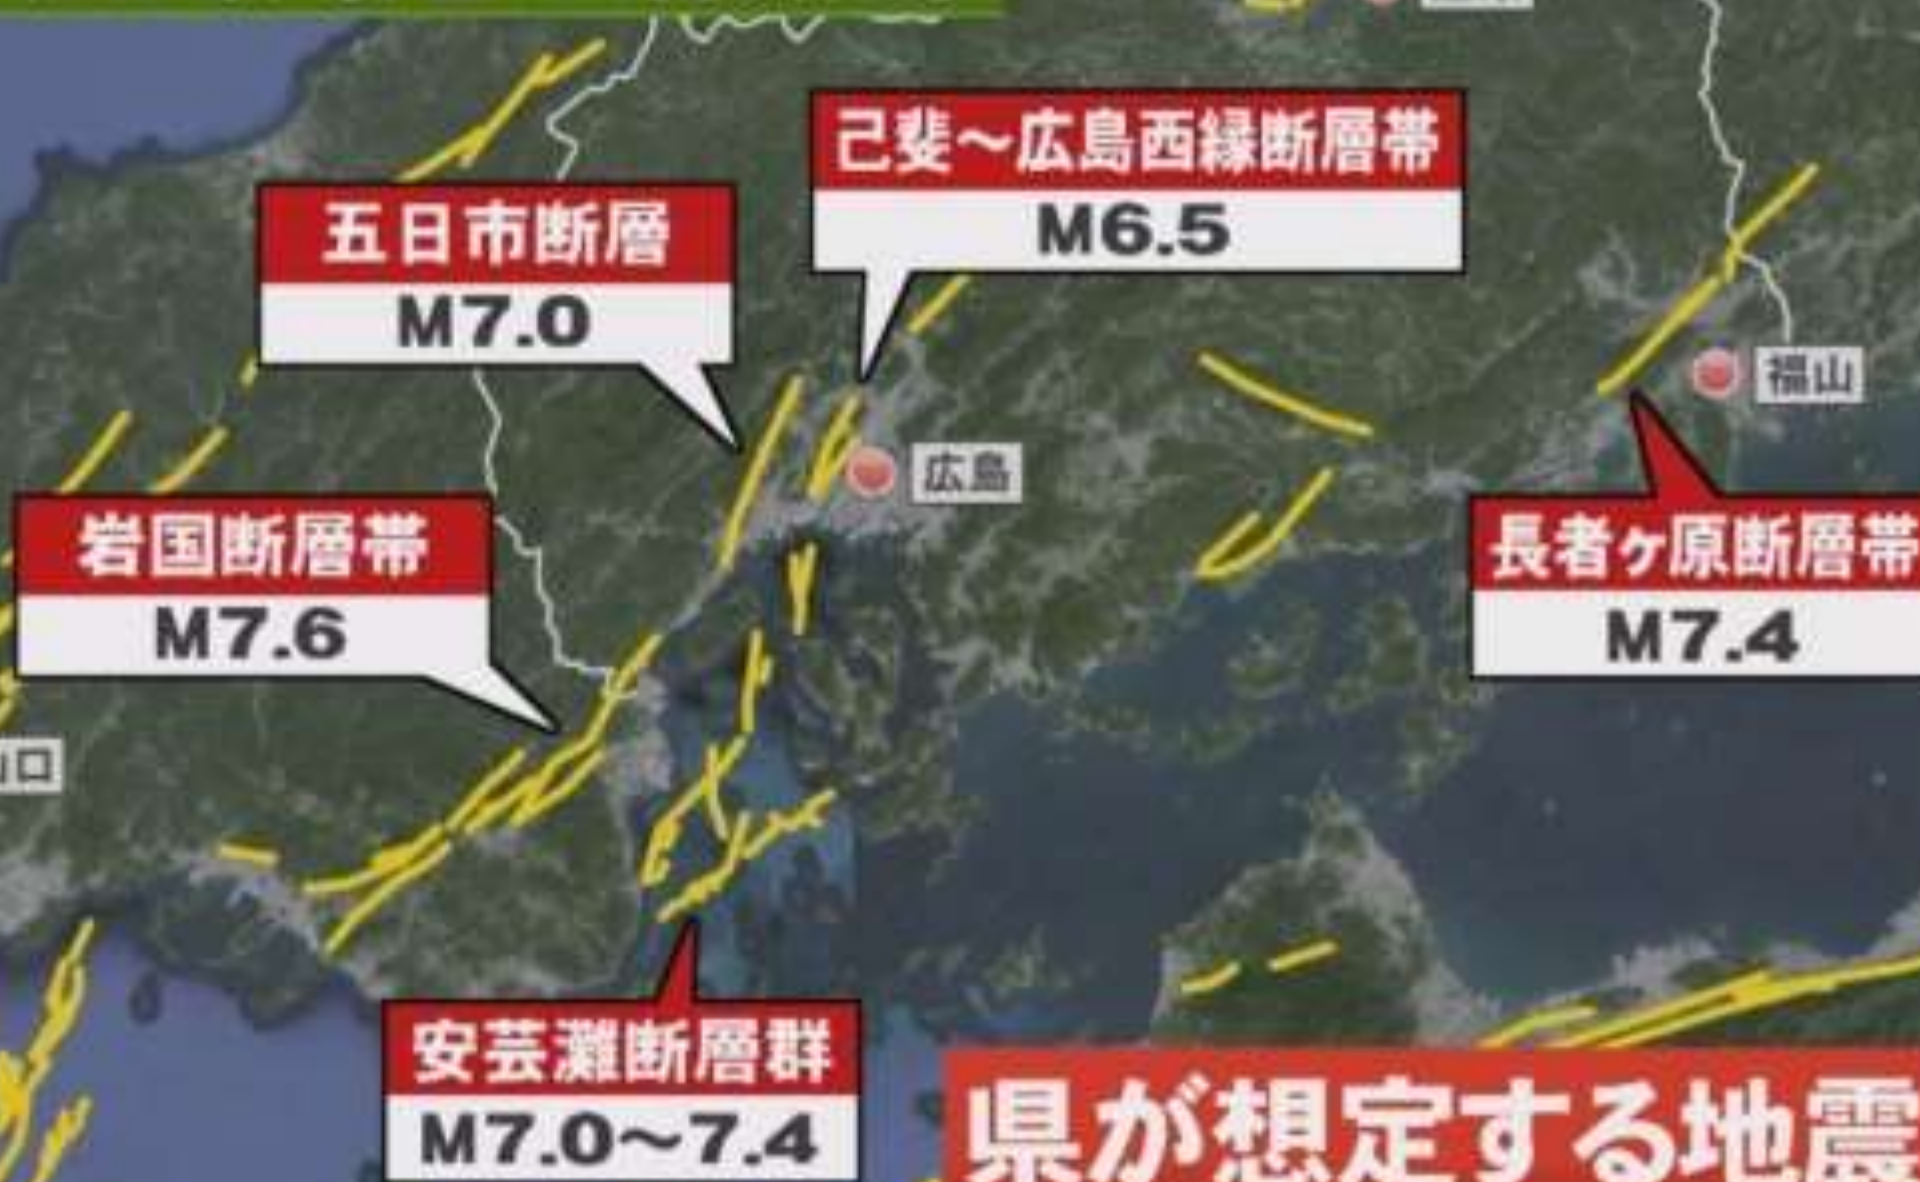 己斐～広島西縁断層帯
M6.5
五日市断層
M7.0
福山
広島
岩国断層帯
M7.6
長者ヶ原断層帯
M7.4
口
安芸灘断層群
M7.0～7.4
県が想定する地震